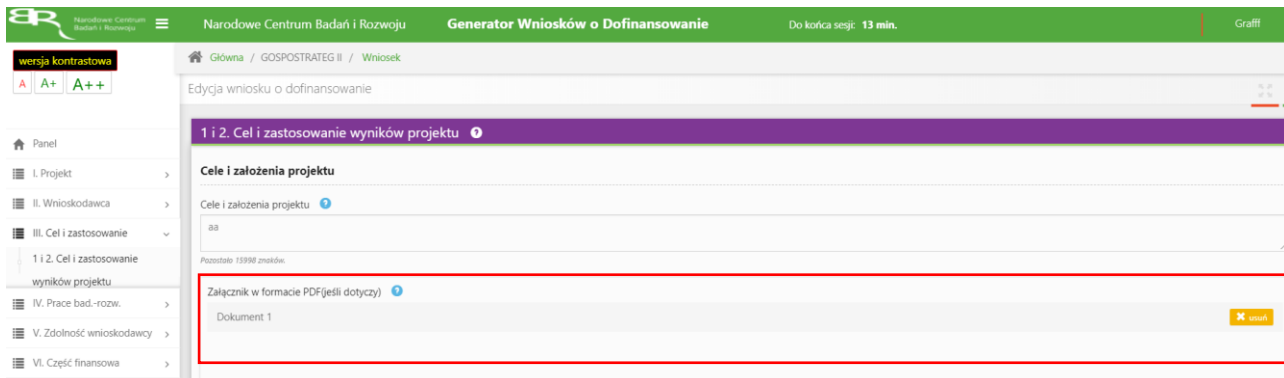 BR Narodowe Centrum
Badań i Rozwoju
Narodowe Centrum Badań i Rozwoju
Generator Wniosków o Dofinansowanie
Do końca sesji: 13 min.
Grafff
wersja kontrastowa
A A+ A++
Główna / GOSPOSTRATEG II / Wniosek
Edycja wniosku o dofinansowanie
Panel
I. Projekt
II. Wnioskodawca
III. Cel i zastosowanie
1 i 2. Cel i zastosowanie
wyników projektu
IV. Prace bad.-rozw.
V. Zdolność wnioskodawcy
VI. Część finansowa
1 i 2. Cel i zastosowanie wyników projektu
Cele i założenia projektu
Cele i założenia projektu
aa
Pozostało 15998 znaków.
Załącznik w formacie PDF(jeśli dotyczy)
Dokument 1
usuń